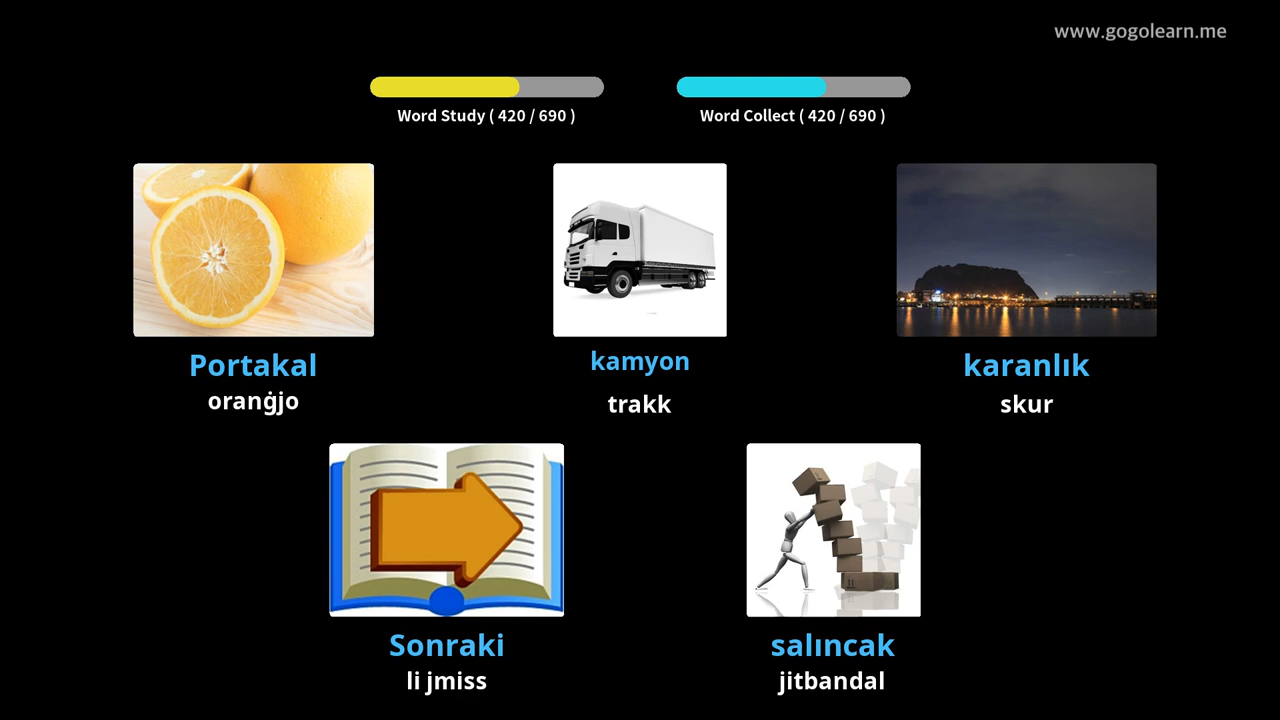 www.gogolearn.me
Word Study ( 420 / 690 )
Word Collect ( 420 / 690 )
Portakal
oranġjo
kamyon
trakk
karanlık
skur
Sonraki
li jmiss
salıncak
jitbandal